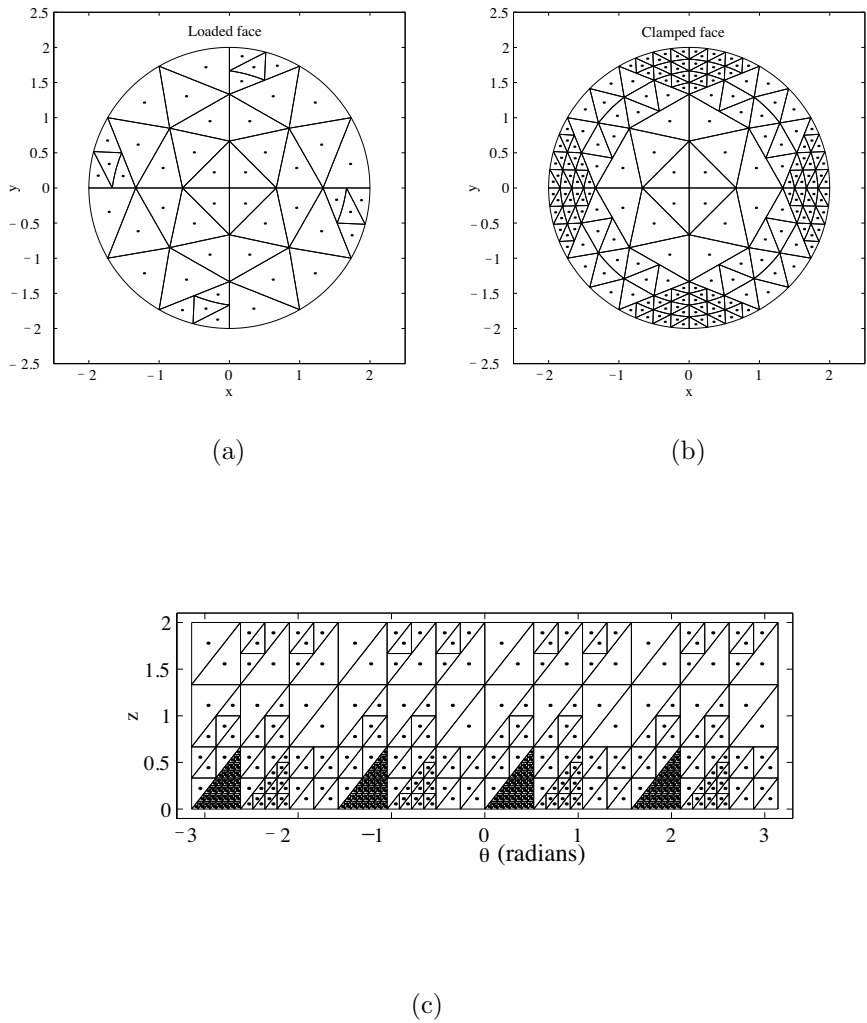 Loaded face
2.5
2
1.5
1
0.5
0
− 0.5
− 1
− 1.5
− 2
− 2.5
y
− 2 −1 0 1 2
x
(a)
Clamped face
2.5
2
1.5
1
0.5
0
− 0.5
− 1
− 1.5
− 2
− 2.5
y
− 2 −1 0 1 2
x
(b)
2
1.5
1
0.5
0
z
−3 − 2 −1 0 1 2 3
θ (radians)
(c)